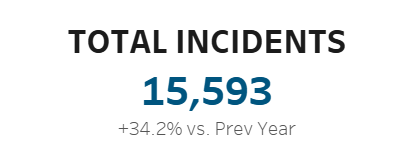 TOTAL INCIDENTS
15,593
+34.2% vs. Prev Year